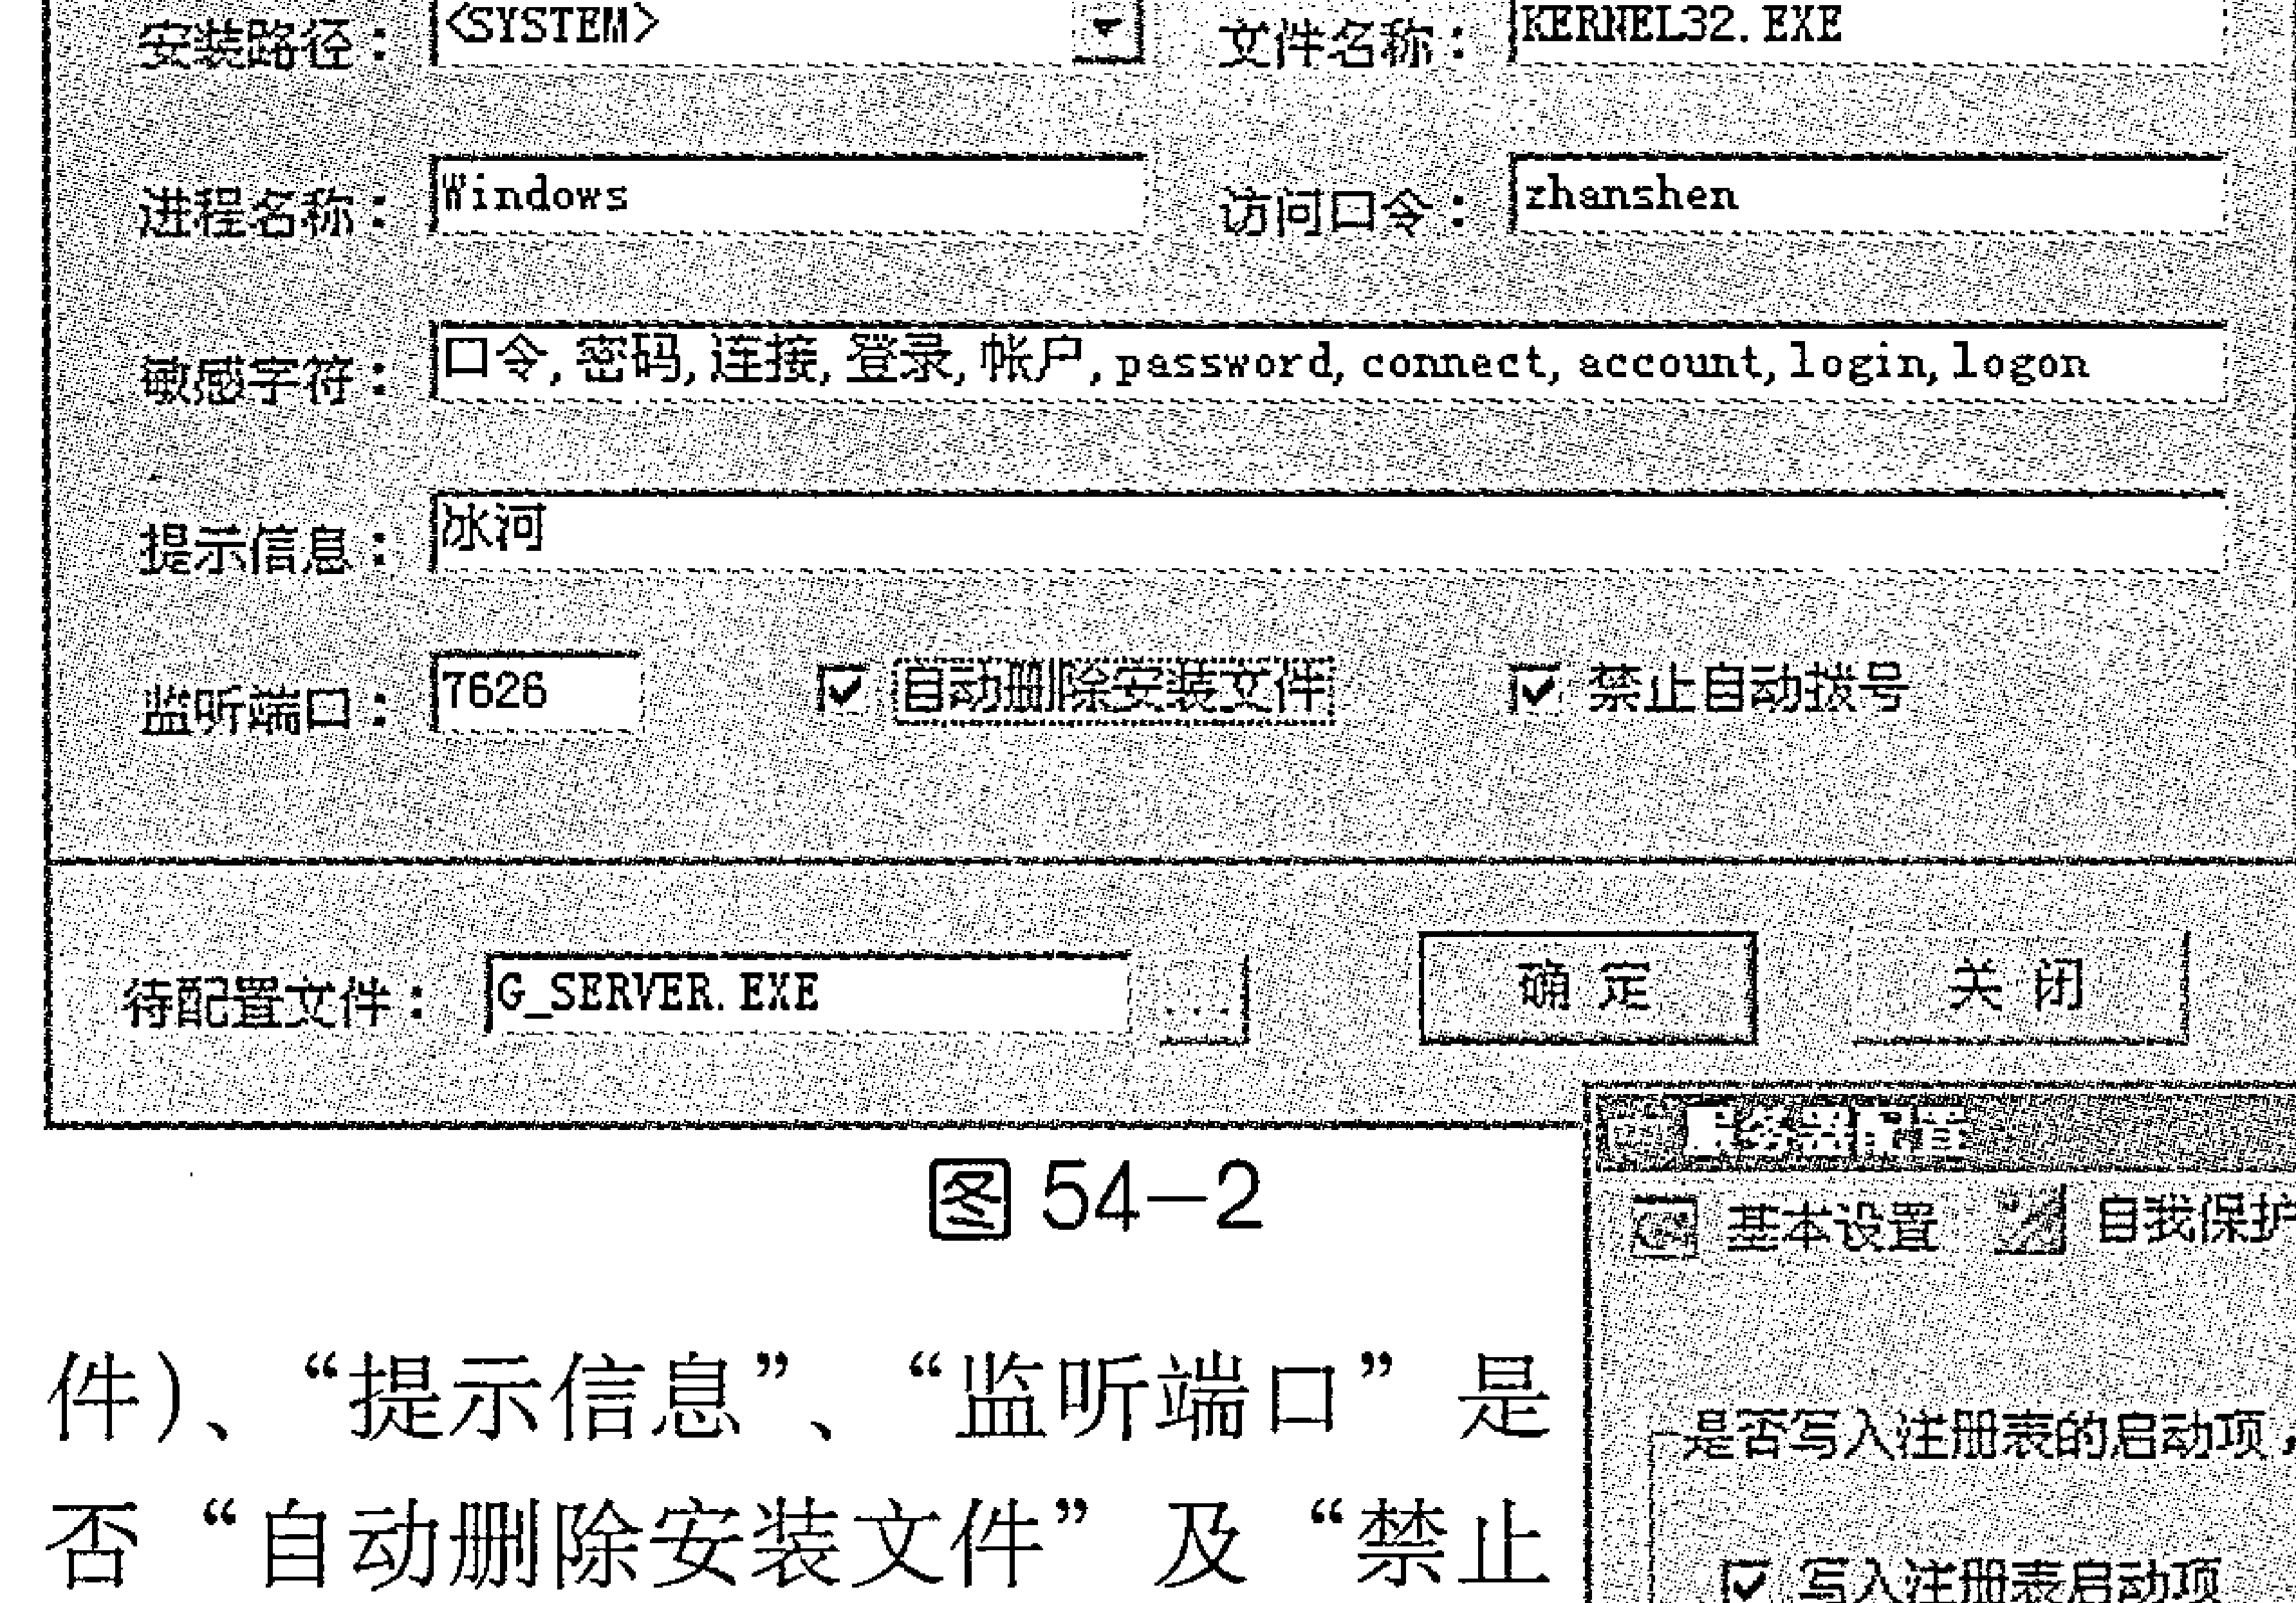 安装路径： <SYSTEM> 文件名称： KERNEL32.EXE
进程名称： Windows 访问口令： zhanshen
敏感字符： 口令,密码,连接,登录,帐户,password,connect,account,login,logon
提示信息： 冰河
监听端口： 7626 自动删除安装文件 禁止自动拨号
待配置文件： G_SERVER.EXE ... 确定 关闭
图 54-2
服务器配置
基本设置 自我保护
是否写入注册表的启动项，
写入注册表启动项
件)、“提示信息”、“监听端口” 是
否 “自动删除安装文件” 及 “禁止